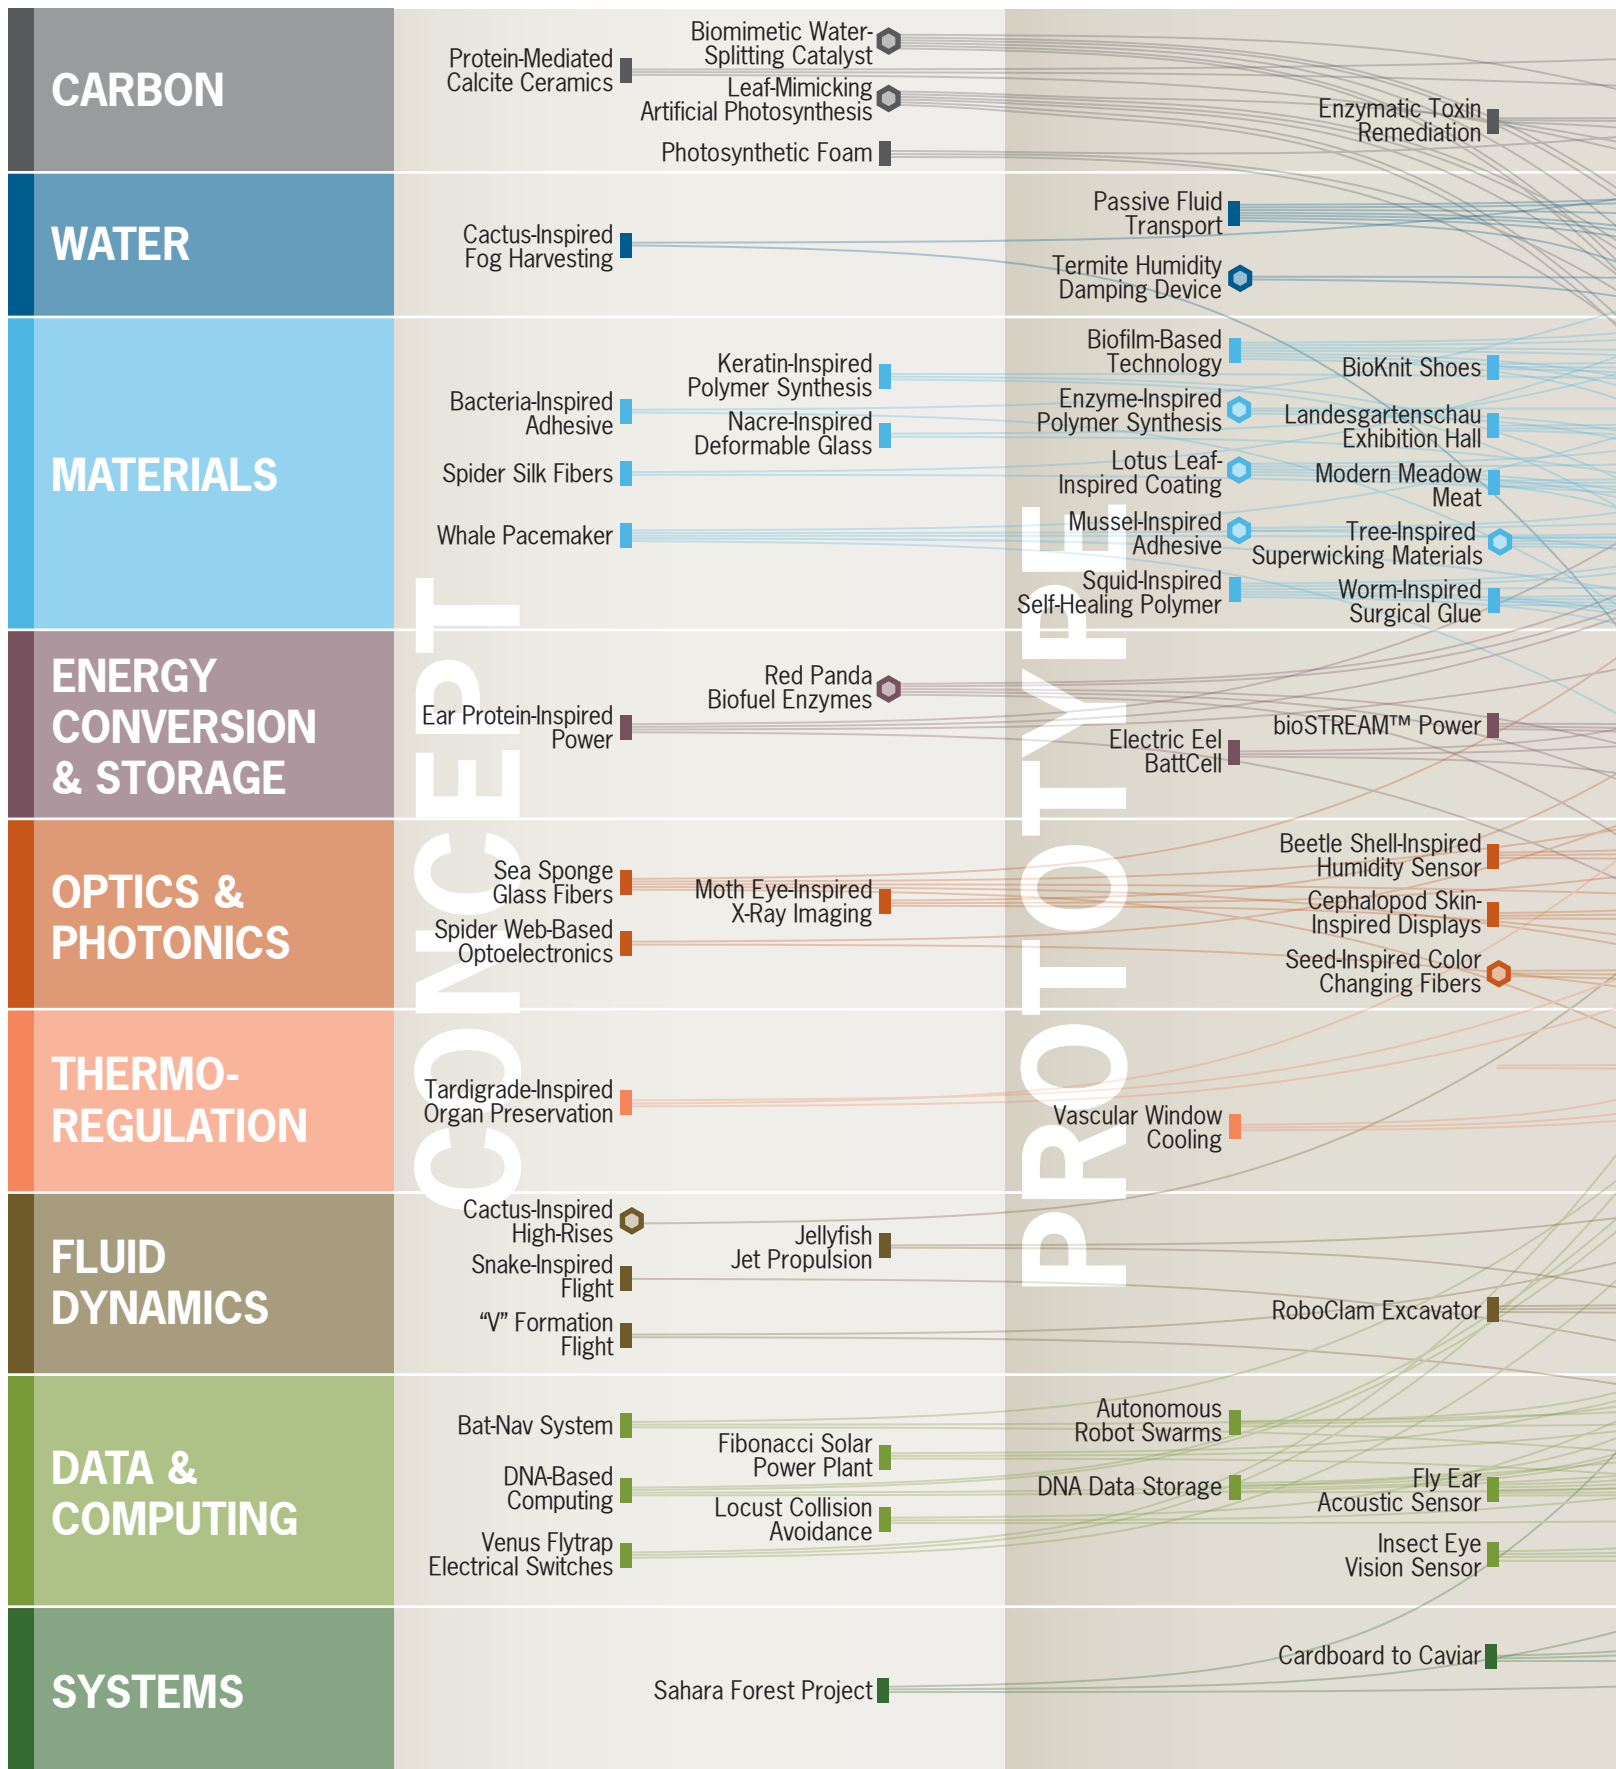 CARBON
Protein-Mediated
Calcite Ceramics
Biomimetic Water-
Splitting Catalyst
Leaf-Mimicking
Artificial Photosynthesis
Photosynthetic Foam
Enzymatic Toxin
Remediation
WATER
Cactus-Inspired
Fog Harvesting
Passive Fluid
Transport
Termite Humidity
Damping Device
MATERIALS
Bacteria-Inspired
Adhesive
Spider Silk Fibers
Whale Pacemaker
Keratin-Inspired
Polymer Synthesis
Nacre-Inspired
Deformable Glass
Biofilm-Based
Technology
Enzyme-Inspired
Polymer Synthesis
Lotus Leaf-
Inspired Coating
Mussel-Inspired
Adhesive
Squid-Inspired
Self-Healing Polymer
BioKnit Shoes
Landesgartenschau
Exhibition Hall
Modern Meadow
Meat
Tree-Inspired
Superwicking Materials
Worm-Inspired
Surgical Glue
CONCEPT
PROTOTYPE
ENERGY
CONVERSION
& STORAGE
Ear Protein-Inspired
Power
Red Panda
Biofuel Enzymes
Electric Eel
BattCell
bioSTREAM™ Power
OPTICS &
PHOTONICS
Sea Sponge
Glass Fibers
Spider Web-Based
Optoelectronics
Moth Eye-Inspired
X-Ray Imaging
Beetle Shell-Inspired
Humidity Sensor
Cephalopod Skin-
Inspired Displays
Seed-Inspired Color
Changing Fibers
THERMO-
REGULATION
Tardigrade-Inspired
Organ Preservation
Vascular Window
Cooling
FLUID
DYNAMICS
Cactus-Inspired
High-Rises
Snake-Inspired
Flight
“V” Formation
Flight
Jellyfish
Jet Propulsion
RoboClam Excavator
DATA &
COMPUTING
Bat-Nav System
DNA-Based
Computing
Venus Flytrap
Electrical Switches
Fibonacci Solar
Power Plant
Locust Collision
Avoidance
Autonomous
Robot Swarms
DNA Data Storage
Fly Ear
Acoustic Sensor
Insect Eye
Vision Sensor
SYSTEMS
Sahara Forest Project
Cardboard to Caviar